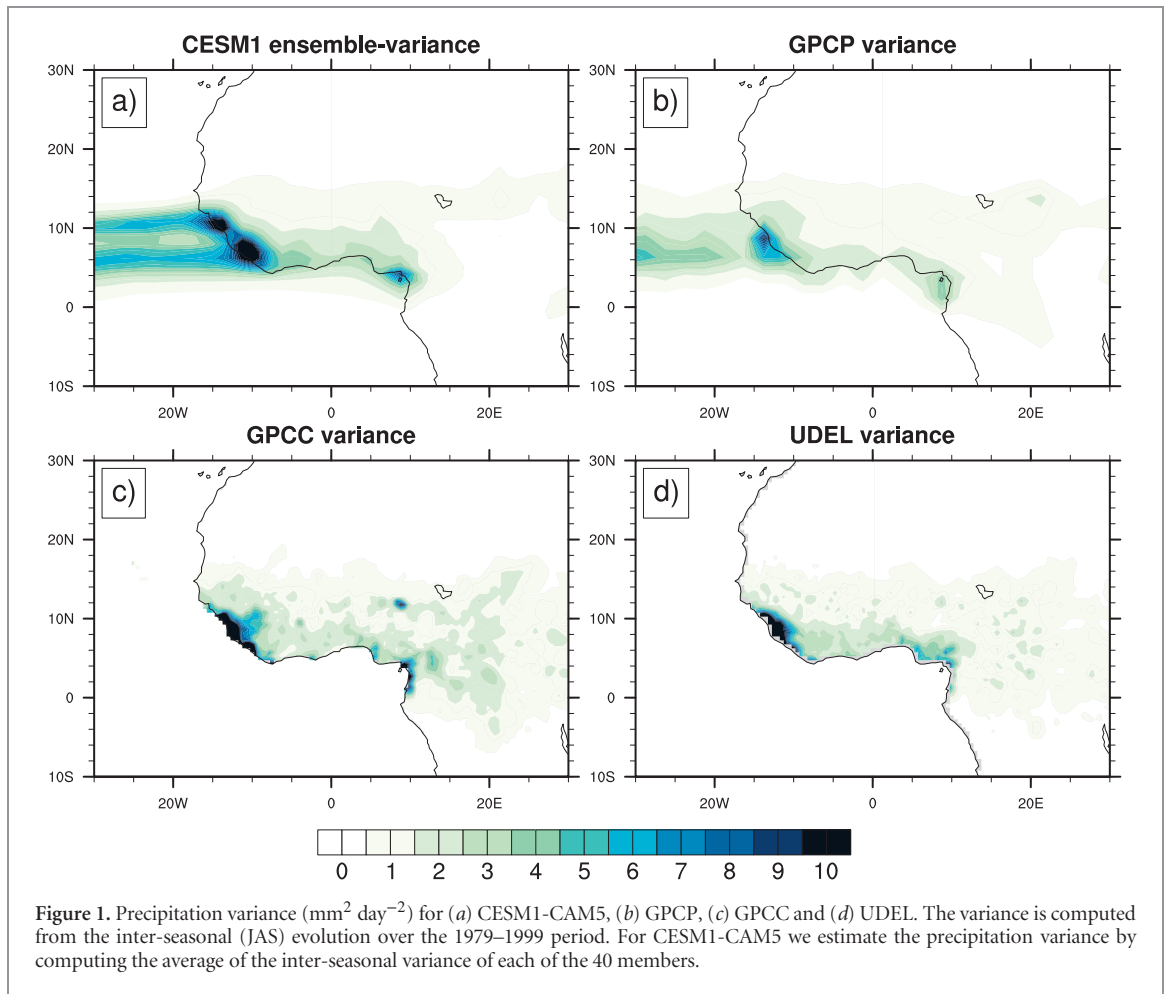 CESM1 ensemble-variance
GPCP variance
30N
20N
10N
0
10S
a)
20W
0
20E
30N
20N
10N
0
10S
b)
20W
0
20E
GPCC variance
UDEL variance
30N
20N
10N
0
10S
c)
20W
0
20E
30N
20N
10N
0
10S
d)
20W
0
20E
0 1 2 3 4 5 6 7 8 9 10
Figure 1. Precipitation variance (mm² day⁻²) for (a) CESM1-CAM5, (b) GPCP, (c) GPCC and (d) UDEL. The variance is computed
from the inter-seasonal (JAS) evolution over the 1979–1999 period. For CESM1-CAM5 we estimate the precipitation variance by
computing the average of the inter-seasonal variance of each of the 40 members.